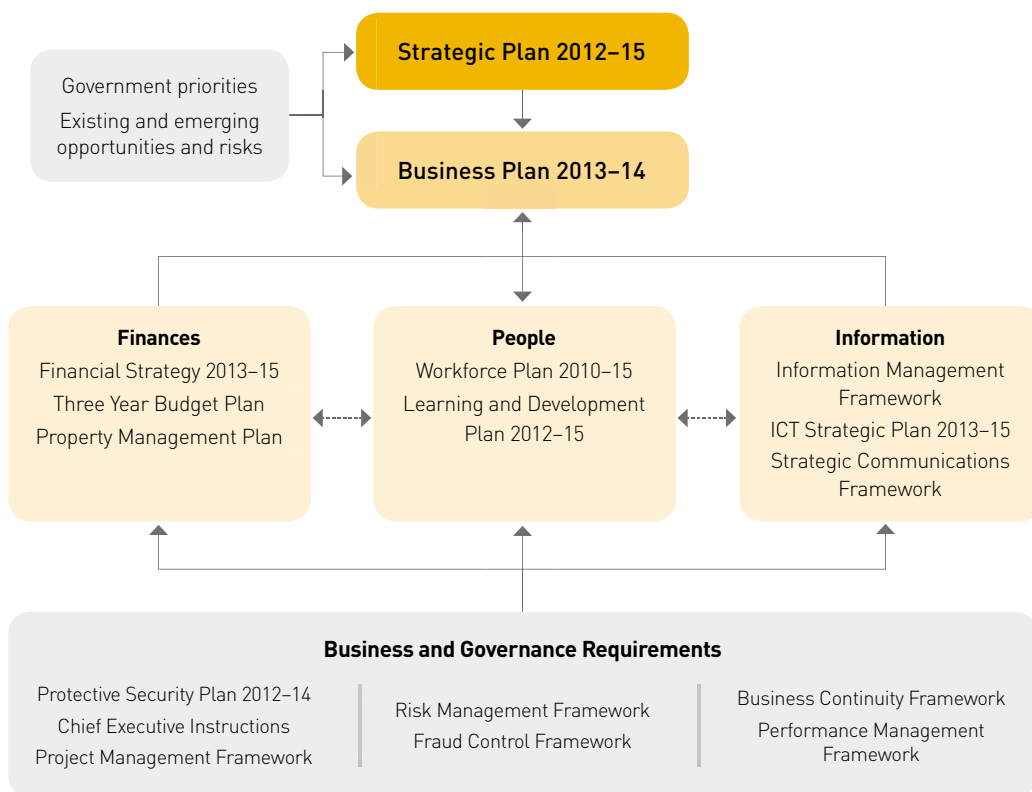 Strategic Plan 2012–15
Government priorities
Existing and emerging
opportunities and risks
Business Plan 2013–14
Finances
Financial Strategy 2013–15
Three Year Budget Plan
Property Management Plan
People
Workforce Plan 2010–15
Learning and Development
Plan 2012–15
Information
Information Management
Framework
ICT Strategic Plan 2013–15
Strategic Communications
Framework
Business and Governance Requirements
Protective Security Plan 2012–14
Chief Executive Instructions
Project Management Framework
Risk Management Framework
Fraud Control Framework
Business Continuity Framework
Performance Management
Framework